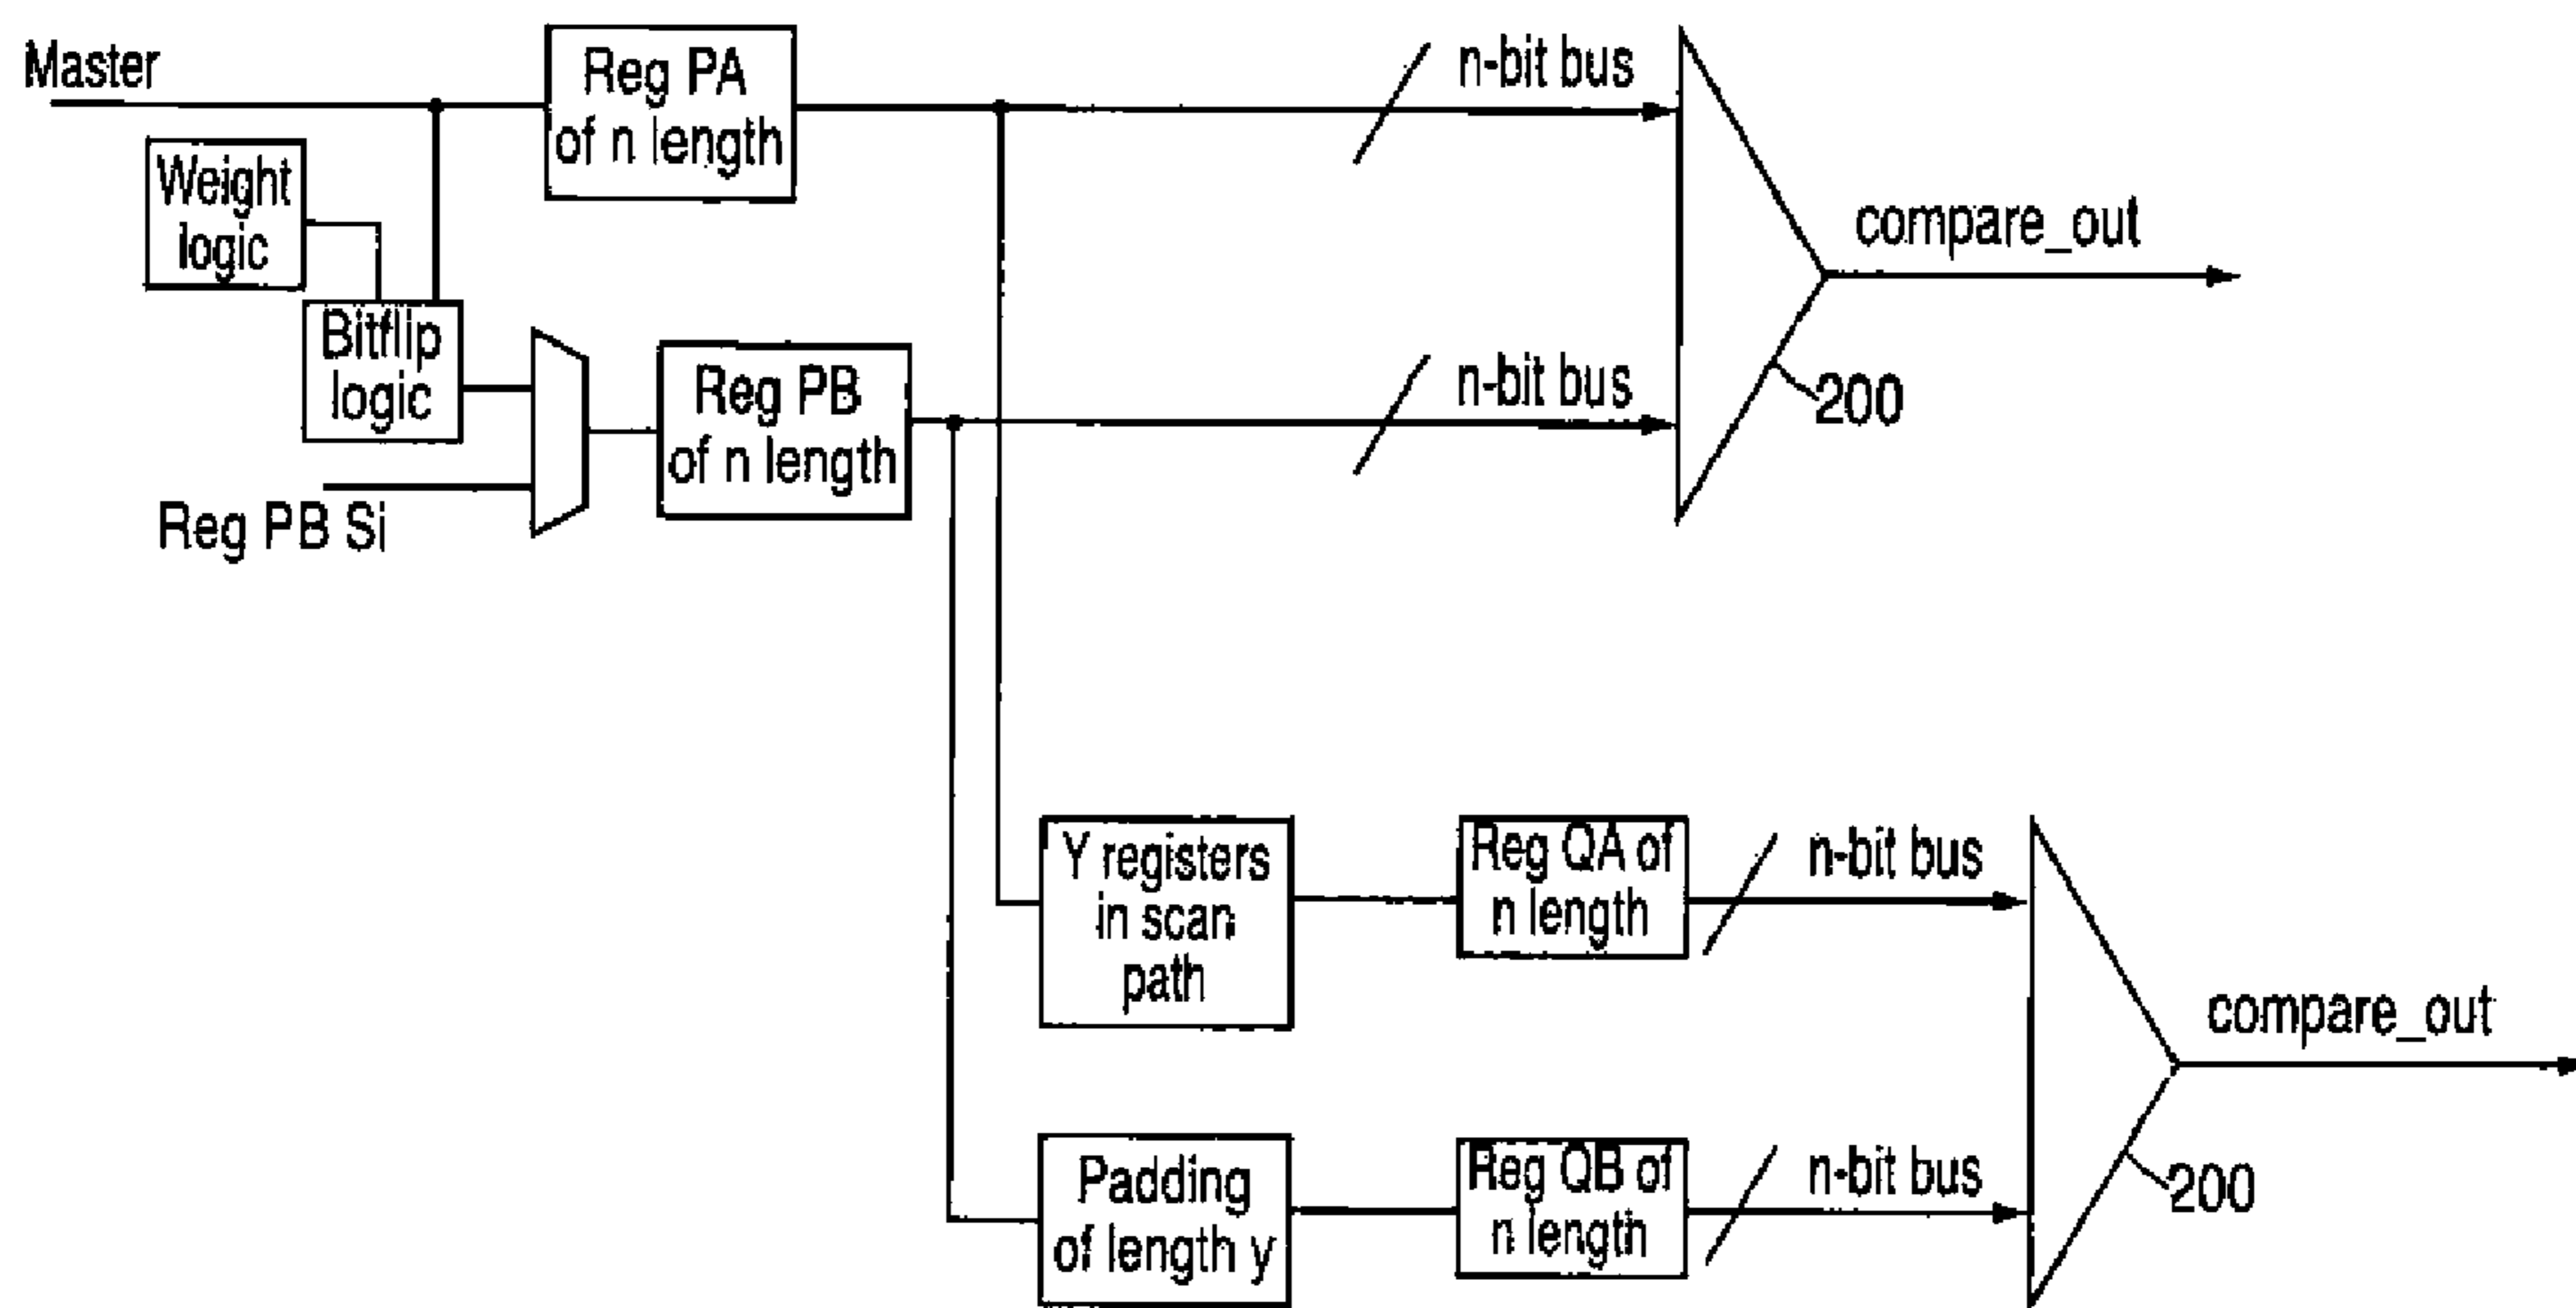 Master
Reg PA
of n length
n-bit bus
Weight
logic
compare_out
Bitflip
logic
Reg PB
of n length
n-bit bus
200
Reg PB Si
Y registers
in scan
path
Reg QA of
n length
n-bit bus
compare_out
Padding
of length y
Reg QB of
n length
n-bit bus
200